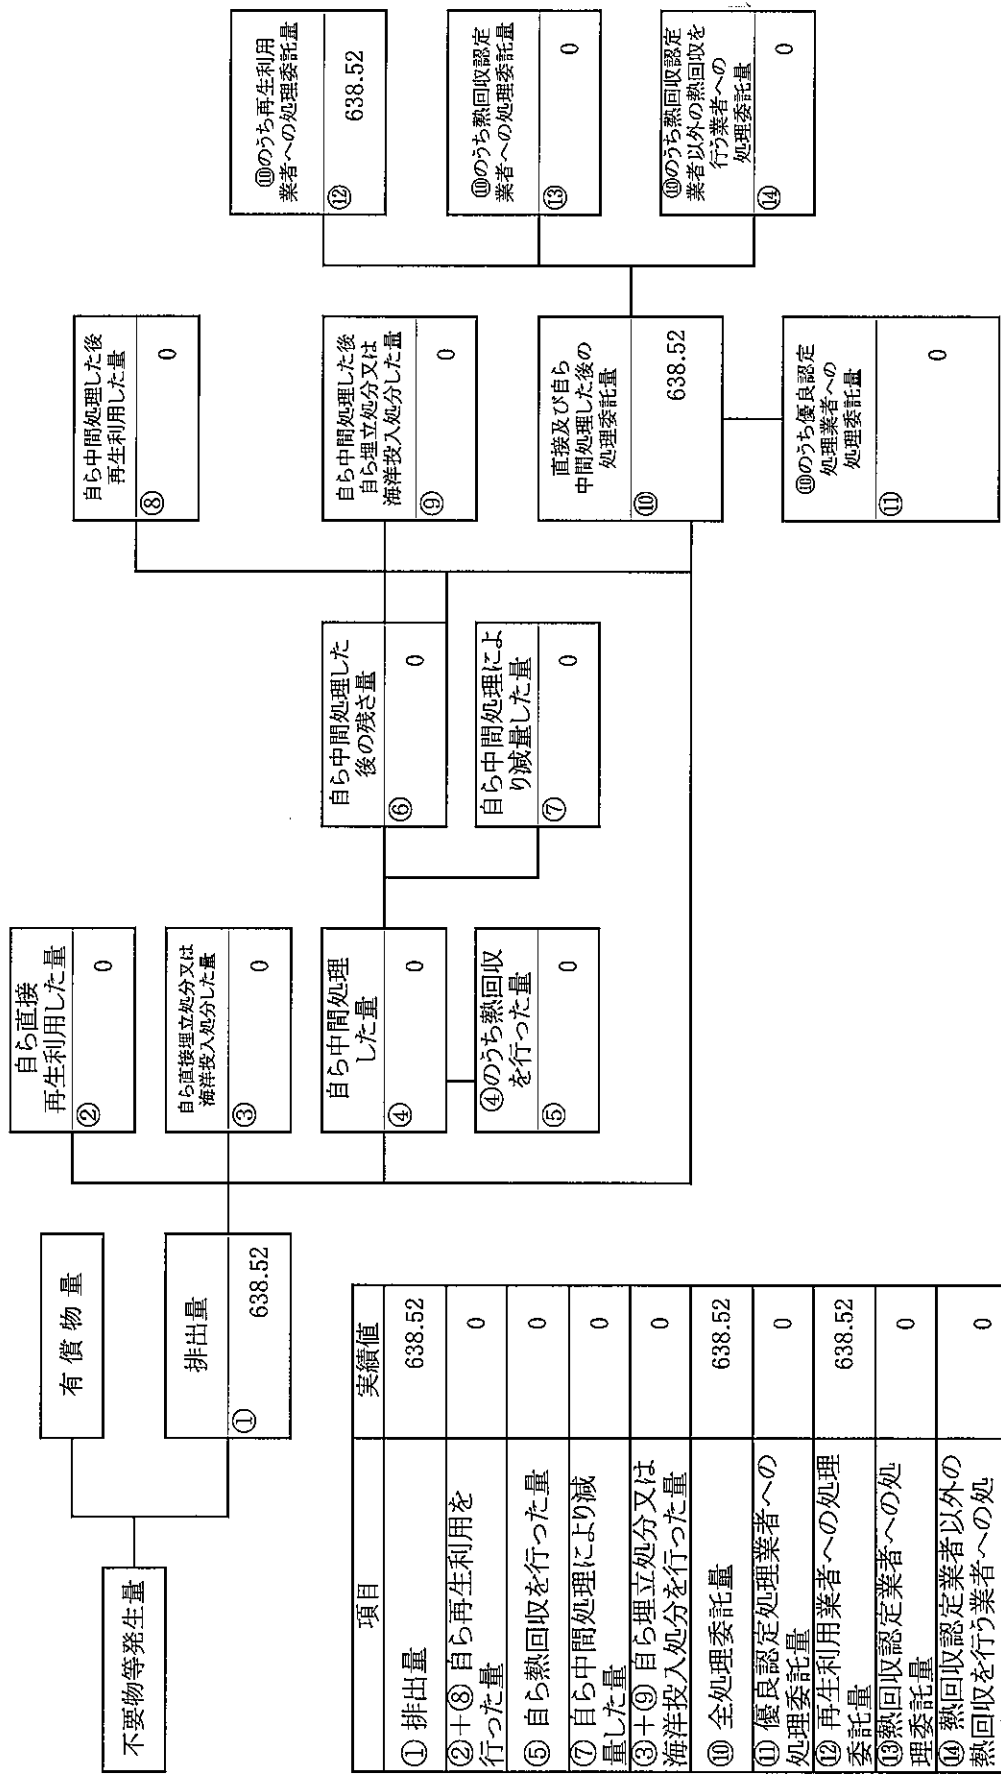 不要物等発生量
有償物量
排出量
① 638.52
自ら直接
再生利用した量
② 0
自ら直接埋立処分又は
海洋投入処分した量
③ 0
自ら中間処理
した量
④ 0
④のうち熱回収
を行った量
⑤ 0
自ら中間処理した
後の残さ量
⑥ 0
自ら中間処理によ
り減量した量
⑦ 0
自ら中間処理した後
再生利用した量
⑧ 0
自ら中間処理した後
自ら埋立処分又は
海洋投入処分した量
⑨ 0
直接及び自ら
中間処理した後の
処理委託量
⑩ 638.52
⑩のうち優良認定
処理業者への
処理委託量
⑪ 0
⑩のうち再生利用
業者への処理委託量
⑫ 638.52
⑩のうち熱回収認定
業者への処理委託量
⑬ 0
⑩のうち熱回収認定
業者以外の熱回収を
行う業者への
処理委託量
⑭ 0
項目 実績値
① 排出量 638.52
②+⑧ 自ら再生利用を
行った量 0
⑤ 自ら熱回収を行った量 0
⑦ 自ら中間処理により減
量した量 0
③+⑨ 自ら埋立処分又は
海洋投入処分を行った量 0
⑩ 全処理委託量 638.52
⑪ 優良認定処理業者への
処理委託量 0
⑫ 再生利用業者への処理
委託量 638.52
⑬熱回収認定業者への処
理委託量 0
⑭ 熱回収認定業者以外の
熱回収を行う業者への処 0